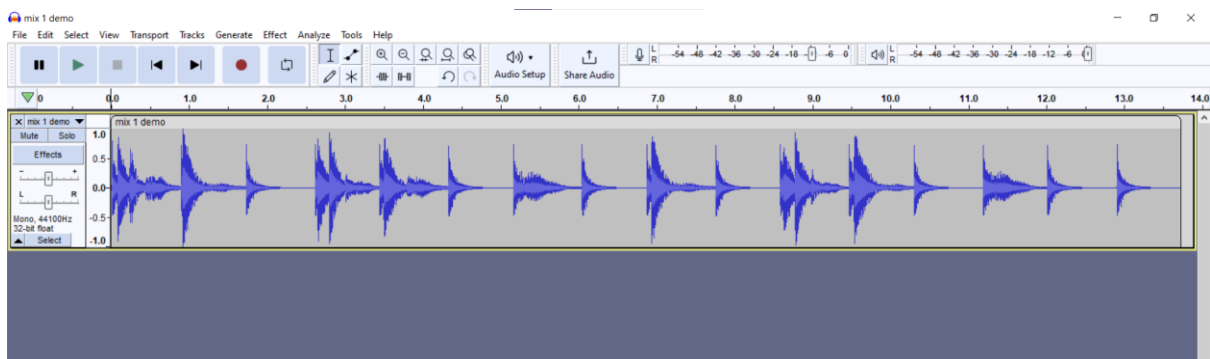 mix 1 demo
File Edit Select View Transport Tracks Generate Effect Analyze Tools Help
Audio Setup
Share Audio
L
R
-54 -48 -42 -36 -30 -24 -18 -6 0
L
R
-54 -48 -42 -36 -30 -24 -18 -12 -6
0 0.0 1.0 2.0 3.0 4.0 5.0 6.0 7.0 8.0 9.0 10.0 11.0 12.0 13.0 14.0
mix 1 demo
mix 1 demo
Mute Solo
Effects
- +
L R
Mono, 44100Hz
32-bit float
Select
1.0
0.5
0.0
-0.5
-1.0